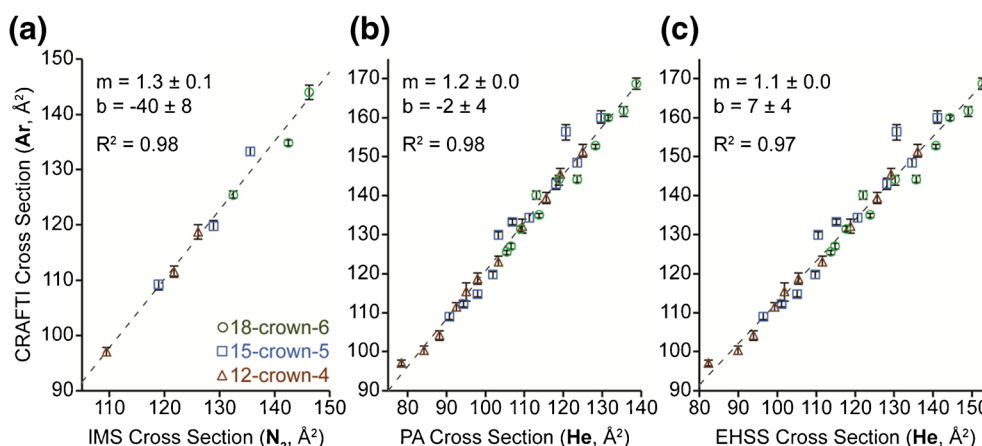 (a)
(b)
(c)
CRAFTI Cross Section (Ar, Å²)
150
140
130
120
110
100
90
m = 1.3 ± 0.1
b = -40 ± 8
R² = 0.98
18-crown-6
15-crown-5
12-crown-4
110 120 130 140 150
IMS Cross Section (N₂, Å²)
170
160
150
140
130
120
110
100
90
m = 1.2 ± 0.0
b = -2 ± 4
R² = 0.98
80 90 100 110 120 130 140
PA Cross Section (He, Å²)
170
160
150
140
130
120
110
100
90
m = 1.1 ± 0.0
b = 7 ± 4
R² = 0.97
80 90 100 110 120 130 140 150
EHSS Cross Section (He, Å²)